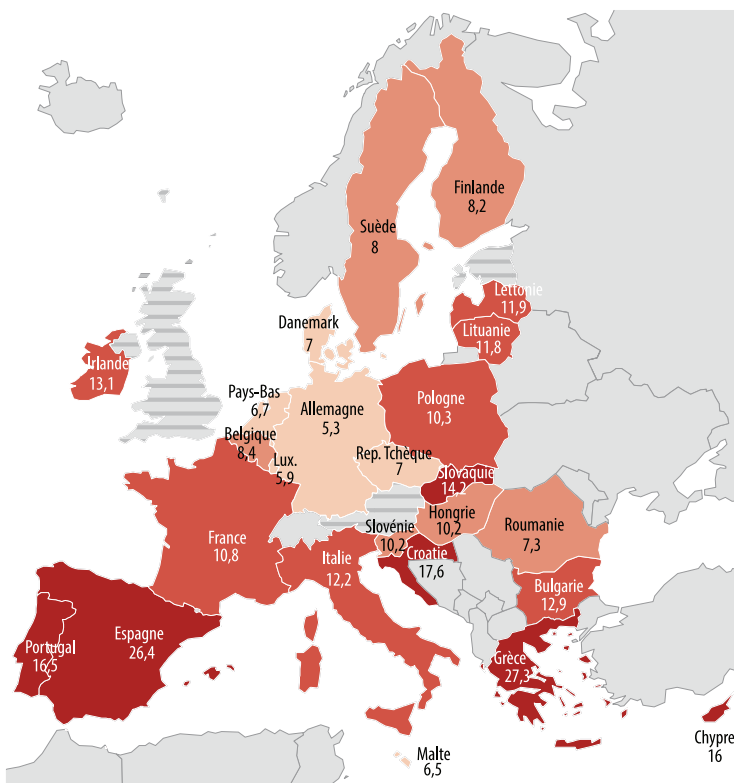 Finlande
8,2
Suède
8
Lettonie
11,9
Lituanie
11,8
Danemark
7
Irlande
13,1
Pays-Bas
6,7
Allemagne
5,3
Pologne
10,3
Belgique
8,4
Lux.
5,9
Rep. Tchèque
7
Slovaquie
14,2
Hongrie
10,2
Slovénie
10,2
Roumanie
7,3
France
10,8
Italie
12,2
Croatie
17,6
Bulgarie
12,9
Portugal
16,5
Espagne
26,4
Grèce
27,3
Chypre
16
Malte
6,5